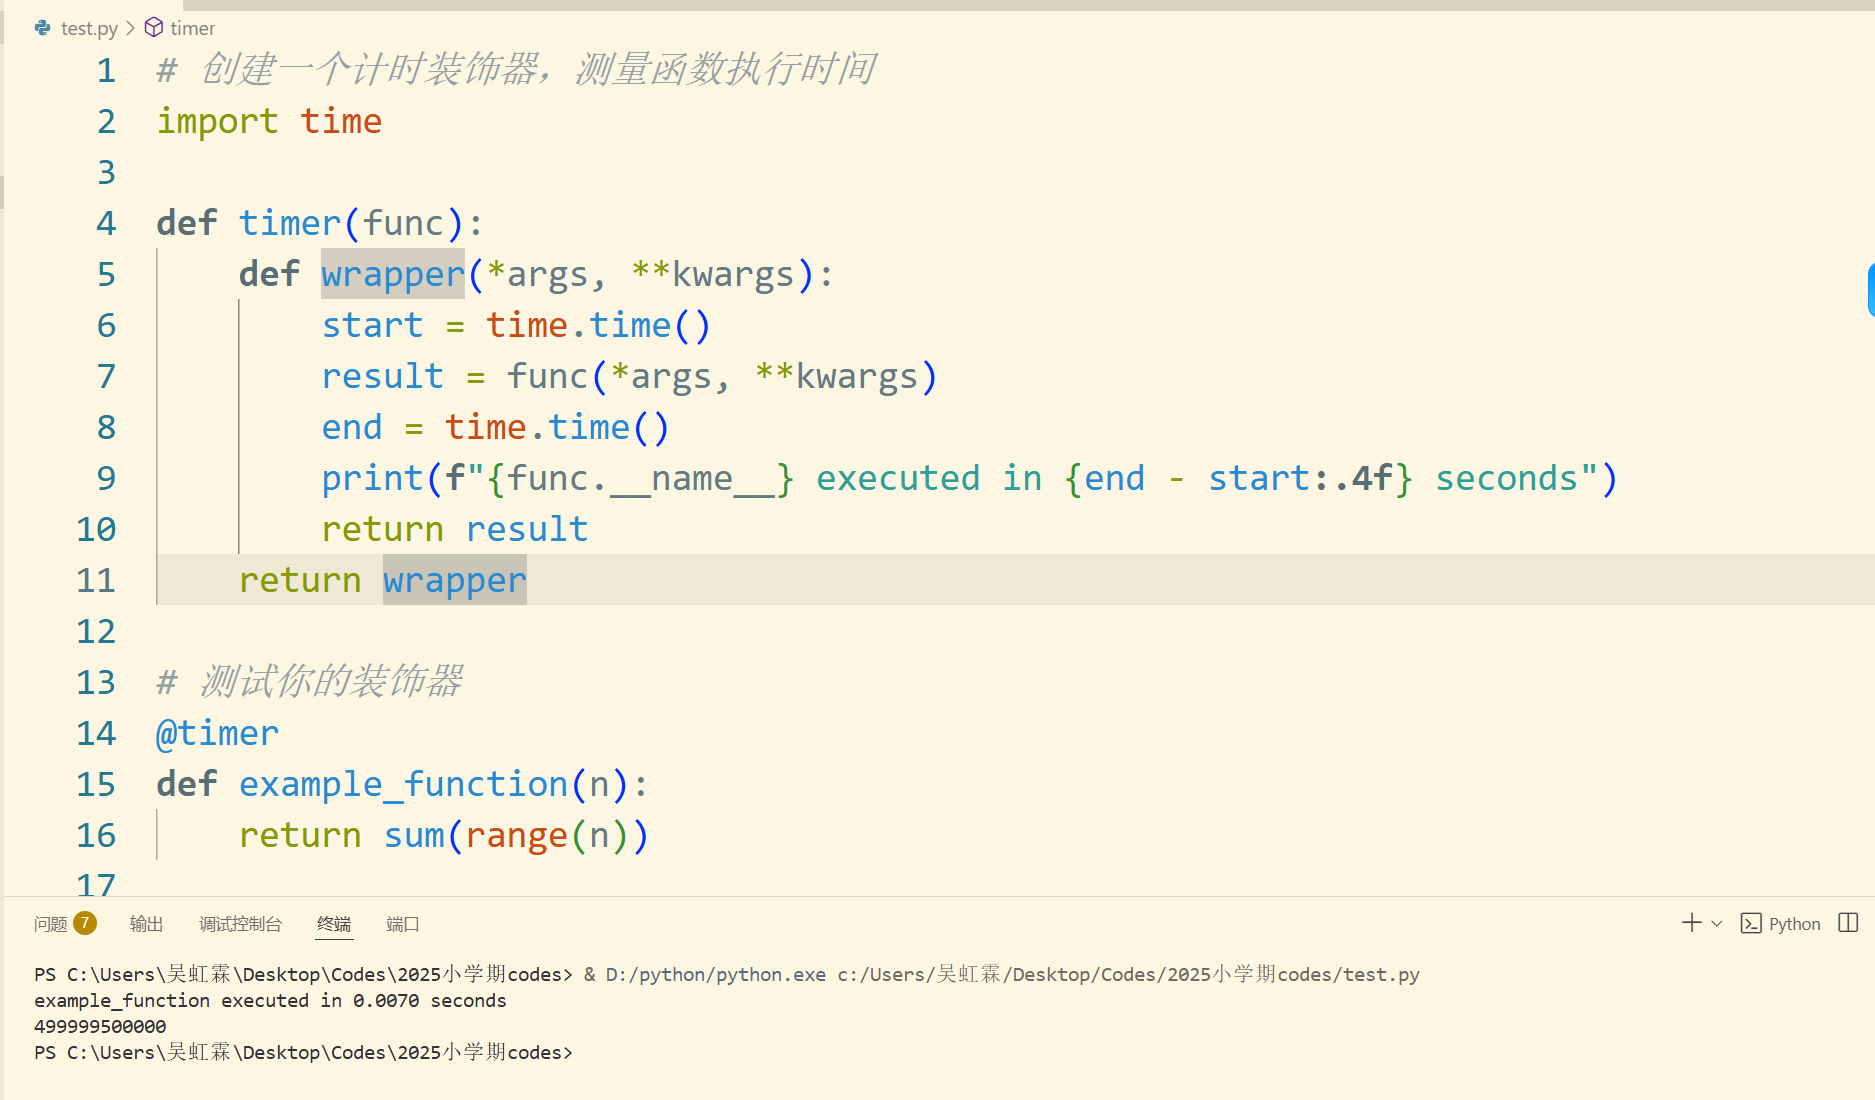 test.py > timer
1 # 创建一个计时装饰器，测量函数执行时间
2 import time
3
4 def timer(func):
5     def wrapper(*args, **kwargs):
6         start = time.time()
7         result = func(*args, **kwargs)
8         end = time.time()
9         print(f"{func.__name__} executed in {end - start:.4f} seconds")
10         return result
11     return wrapper
12
13 # 测试你的装饰器
14 @timer
15 def example_function(n):
16     return sum(range(n))
17
问题 7 输出 调试控制台 终端 端口 Python
PS C:\Users\吴虹霖\Desktop\Codes\2025小学期codes> & D:/python/python.exe c:/Users/吴虹霖/Desktop/Codes/2025小学期codes/test.py
example_function executed in 0.0070 seconds
499999500000
PS C:\Users\吴虹霖\Desktop\Codes\2025小学期codes>